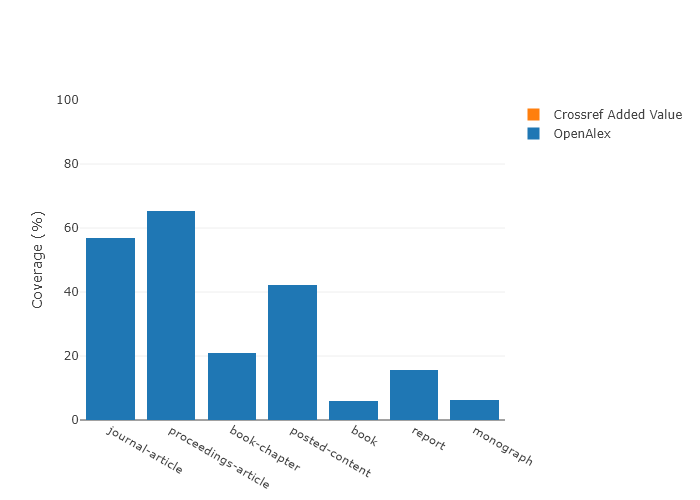 100
80
60
40
20
0
Coverage (%)
journal-article
proceedings-article
book-chapter
posted-content
book
report
monograph
Crossref Added Value
OpenAlex